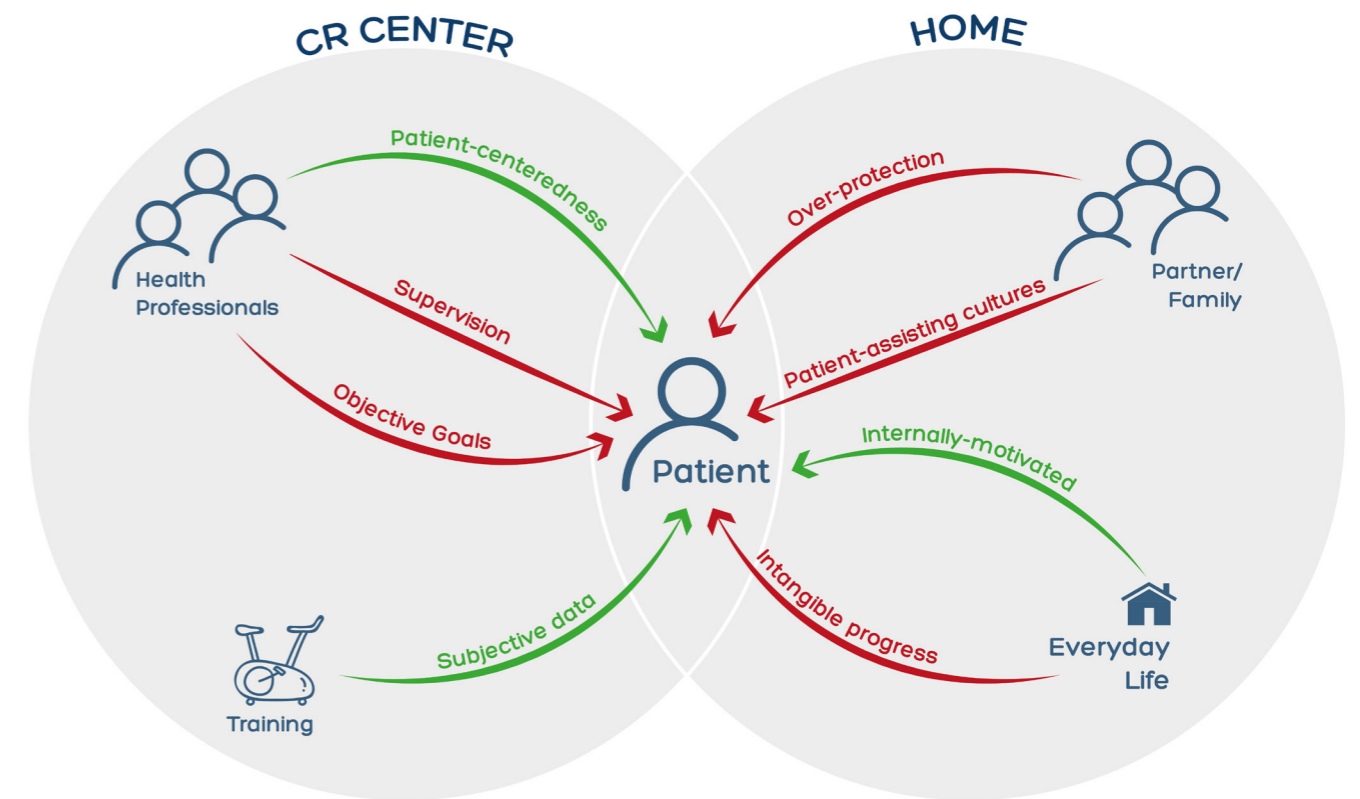 CR CENTER
HOME
Patient-centeredness
Over-protection
Health
Professionals
Partner/
Family
Supervision
Patient-assisting cultures
Objective Goals
Internally-motivated
Patient
Intangible progress
Subjective data
Everyday
Life
Training